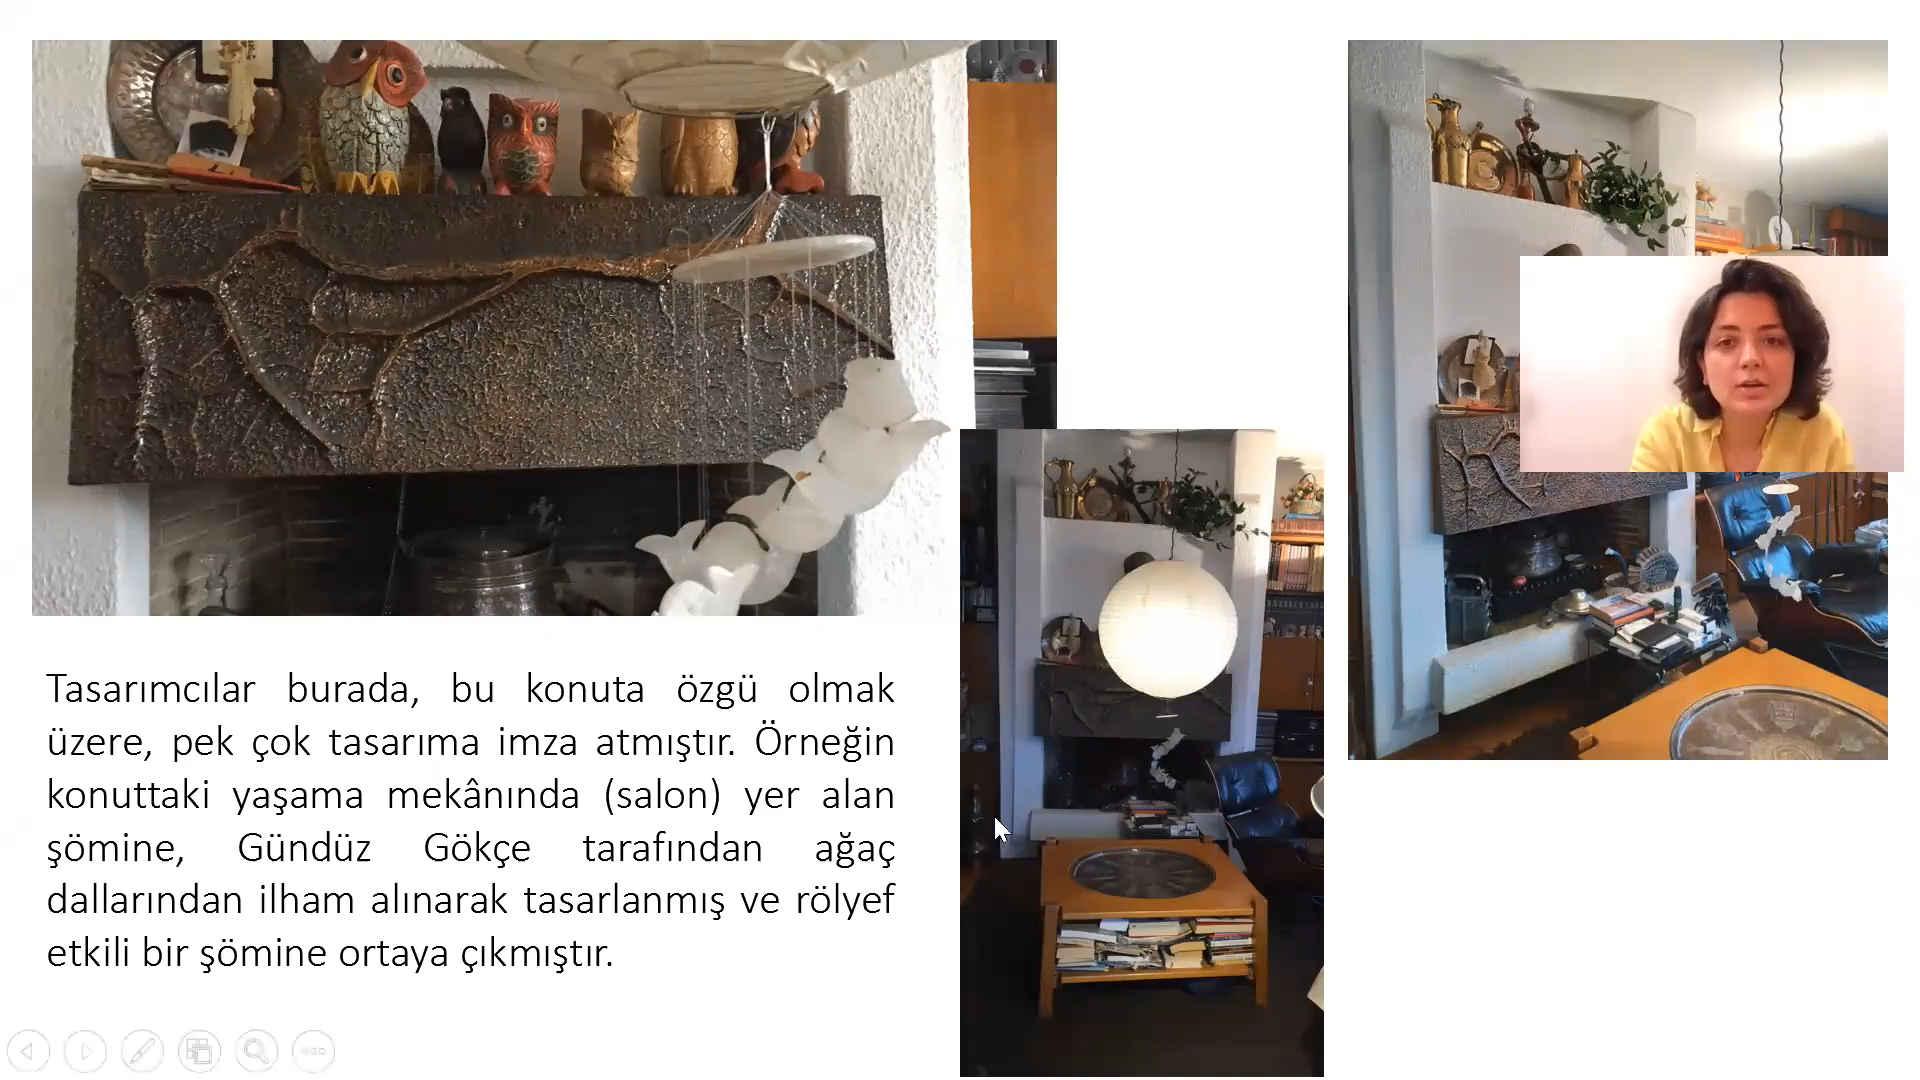 Tasarımcılar burada, bu konuta özgü olmak
üzere, pek çok tasarıma imza atmıştır. Örneğin
konuttaki yaşama mekânında (salon) yer alan
şömine, Gündüz Gökçe tarafından ağaç
dallarından ilham alınarak tasarlanmış ve rölyef
etkili bir şömine ortaya çıkmıştır.